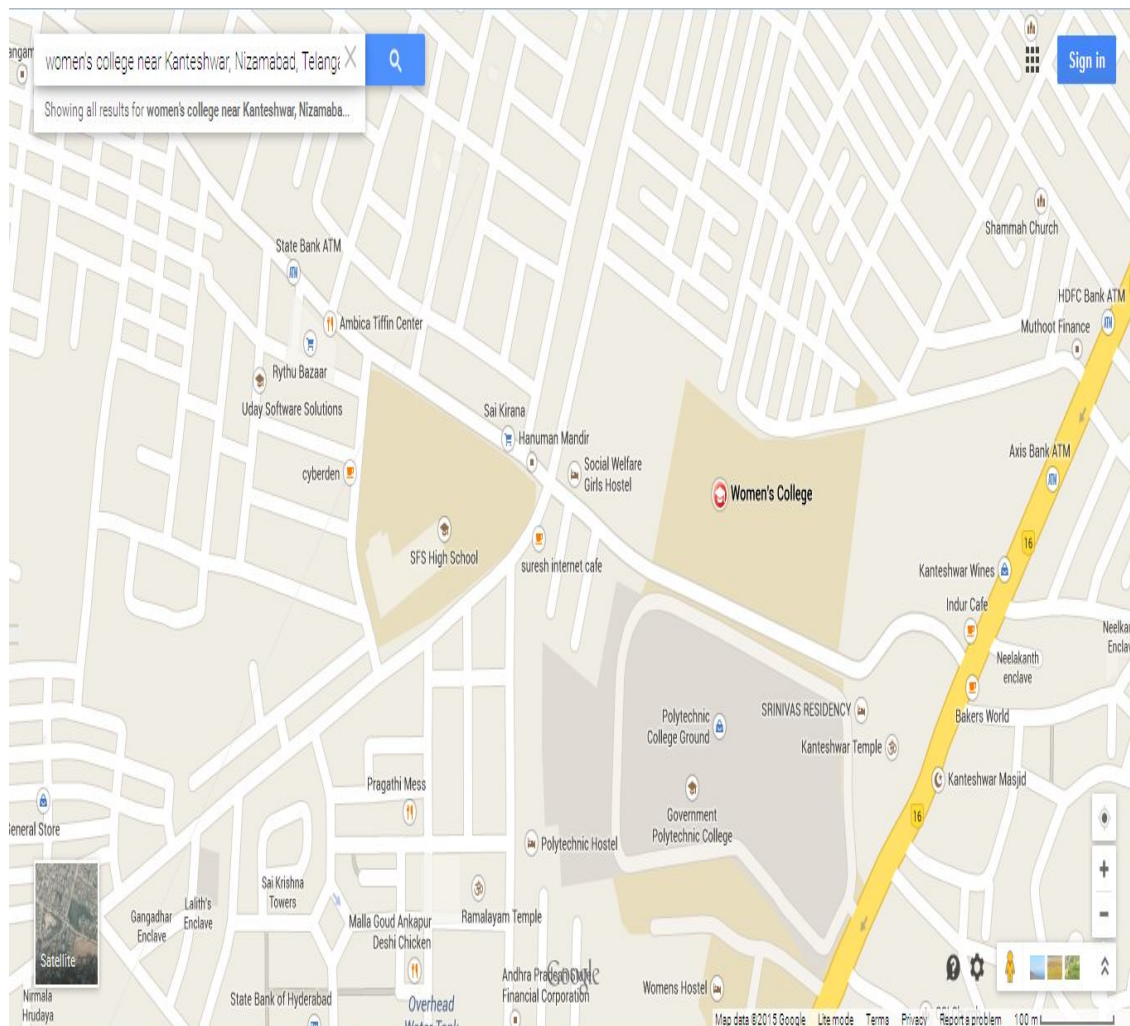 women's college near Kanteshwar, Nizamabad, Telanga
Showing all results for women's college near Kanteshwar, Nizamaba...
Sign in
Shammah Church
State Bank ATM
HDFC Bank ATM
Muthoot Finance
Ambica Tiffin Center
Rythu Bazaar
Uday Software Solutions
Sai Kirana
Hanuman Mandir
Axis Bank ATM
cyberden
Social Welfare
Girls Hostel
Women's College
SFS High School
suresh internet cafe
16
Kanteshwar Wines
Indur Cafe
Neelakanth
enclave
SRINIVAS RESIDENCY
Bakers World
Polytechnic
College Ground
Kanteshwar Temple
Kanteshwar Masjid
Pragathi Mess
16
General Store
Government
Polytechnic College
Polytechnic Hostel
Sai Krishna
Towers
Lalith's
Enclave
Gangadhar
Enclave
Ramalayam Temple
Malla Goud Ankapur
Deshi Chicken
Satellite
Google
Andhra Prade
Financial Corporation
Womens Hostel
Nirmala
Hrudaya
State Bank of Hyderabad
Overhead
Map data ©2015 Google Lite mode Terms Privacy Report a problem 100 m